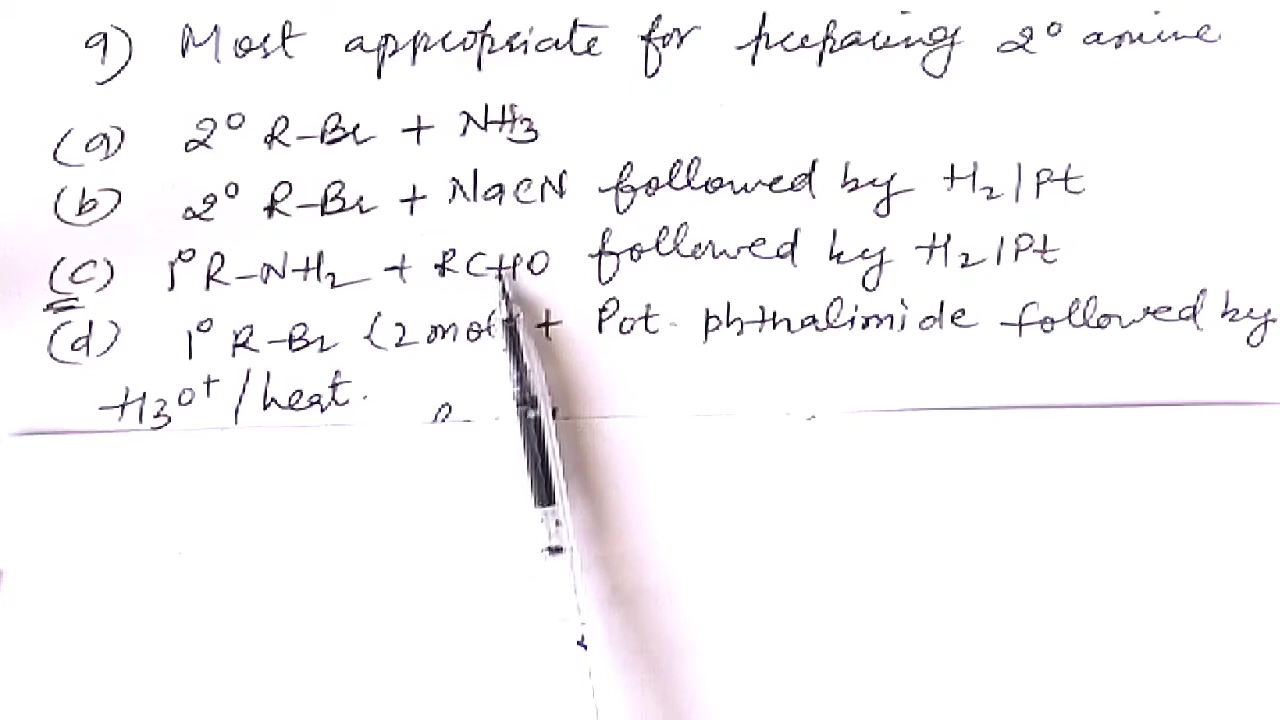 9) Most appropriate for preparing 2° amine
(a) 2° R-Br + NH3
(b) 2° R-Br + NaCN followed by H2/Pt
(c) 1° R-NH2 + RCHO followed by H2/Pt
(d) 1° R-Br (2 mol) + Pot. phthalimide followed by
H3O+/heat.